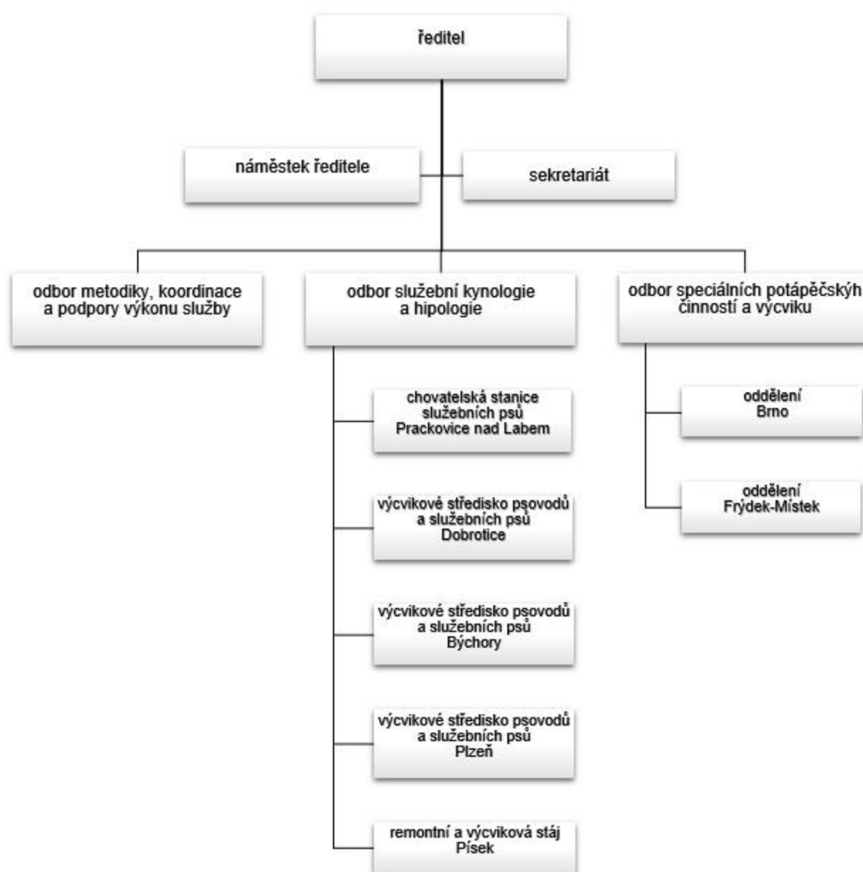 ředitel
náměstek ředitele
sekretariát
odbor metodiky, koordinace
a podpory výkonu služby
odbor služební kynologie
a hipologie
odbor speciálních potápěčskýh
činností a výcviku
chovatelská stanice
služebních psů
Prackovice nad Labem
výcvikové středisko psovodů
a služebních psů
Dobrotice
výcvikové středisko psovodů
a služebních psů
Býchory
výcvikové středisko psovodů
a služebních psů
Plzeň
remontní a výcviková stáj
Písek
oddělení
Brno
oddělení
Frýdek-Místek